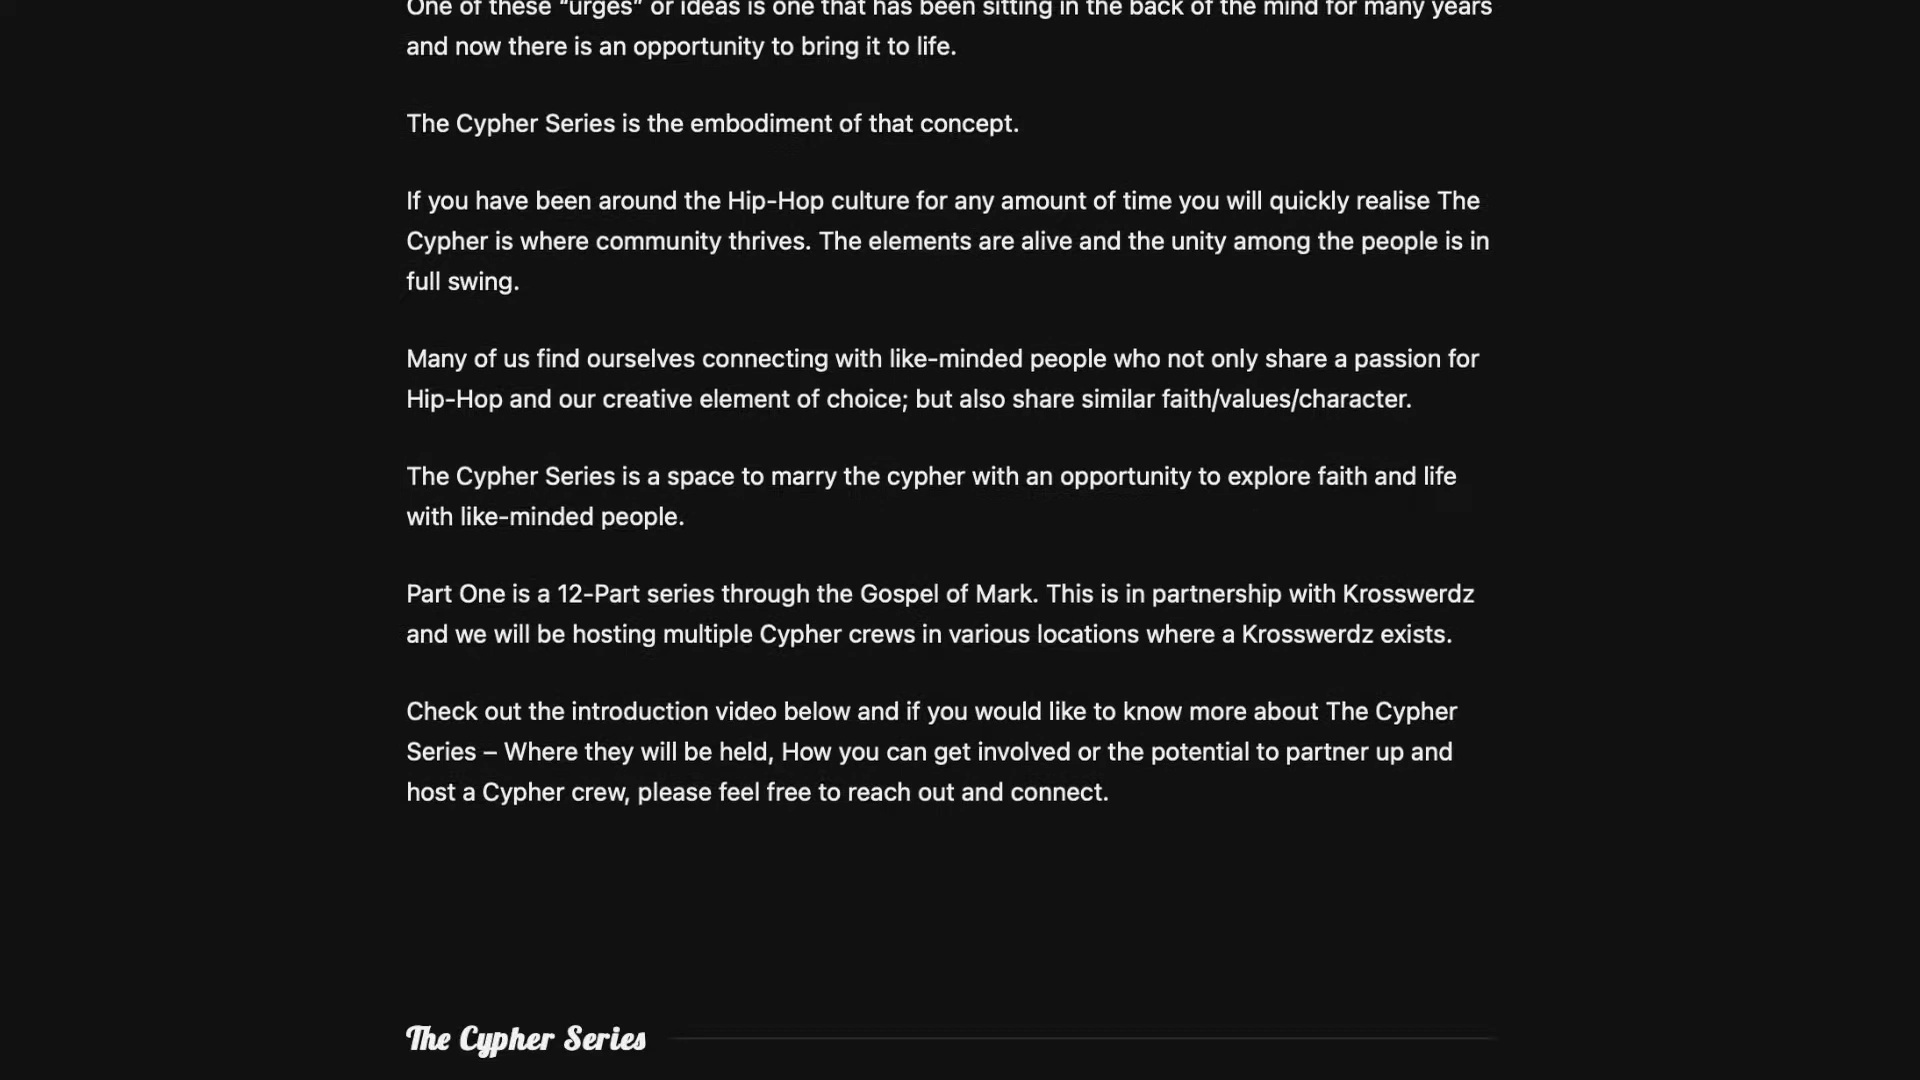 One of these “urges” or ideas is one that has been sitting in the back of the mind for many years
and now there is an opportunity to bring it to life.
The Cypher Series is the embodiment of that concept.
If you have been around the Hip-Hop culture for any amount of time you will quickly realise The
Cypher is where community thrives. The elements are alive and the unity among the people is in
full swing.
Many of us find ourselves connecting with like-minded people who not only share a passion for
Hip-Hop and our creative element of choice; but also share similar faith/values/character.
The Cypher Series is a space to marry the cypher with an opportunity to explore faith and life
with like-minded people.
Part One is a 12-Part series through the Gospel of Mark. This is in partnership with Krosswerdz
and we will be hosting multiple Cypher crews in various locations where a Krosswerdz exists.
Check out the introduction video below and if you would like to know more about The Cypher
Series – Where they will be held, How you can get involved or the potential to partner up and
host a Cypher crew, please feel free to reach out and connect.
The Cypher Series